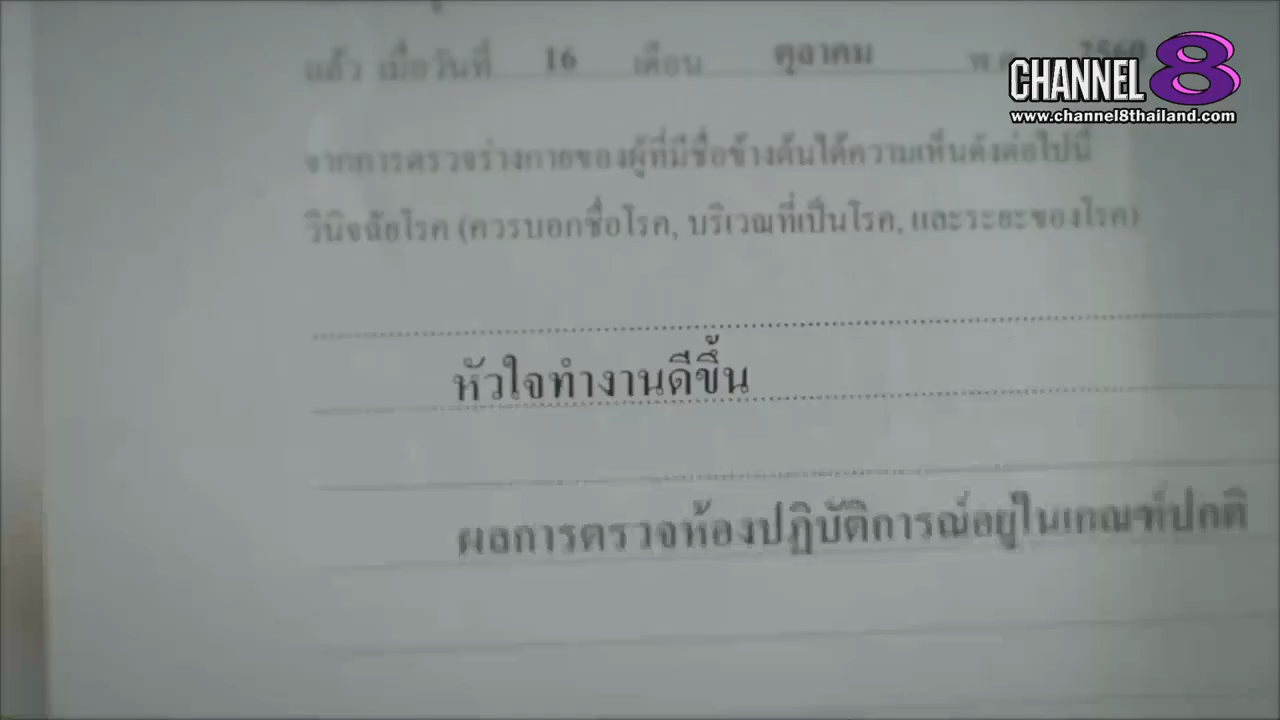 แล้ว เมื่อวันที่ 16 เดือน ตุลาคม พ.ศ. 2560
CHANNEL 8
www.channel8thailand.com
จากการตรวจร่างกายของผู้ที่มีชื่อข้างต้นได้ความเห็นดังต่อไปนี้
วินิจฉัยโรค (ควรบอกชื่อโรค, บริเวณที่เป็นโรค, และระยะของโรค)
หัวใจทำงานดีขึ้น
ผลการตรวจห้องปฏิบัติการณ์อยู่ในเกณฑ์ปกติ